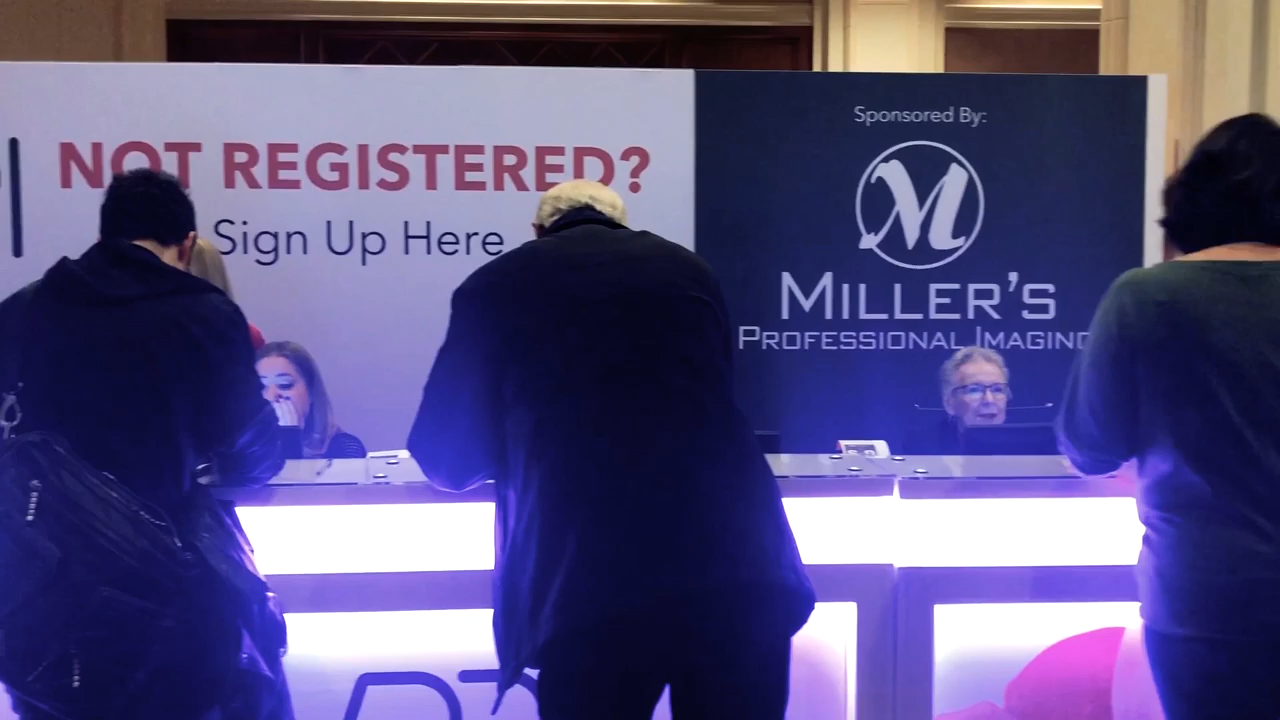 NOT REGISTERED?
Sign Up Here
Sponsored By:
M
MILLER'S
PROFESSIONAL IMAGING